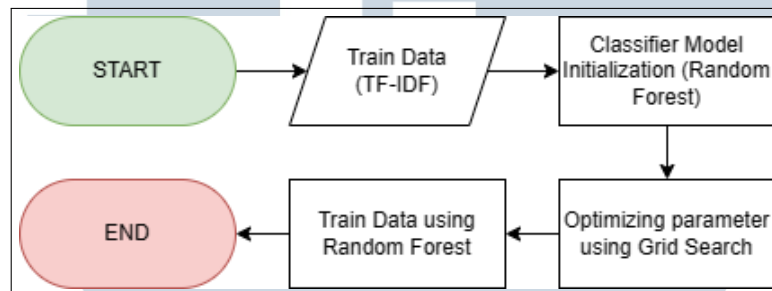 START
Train Data
(TF-IDF)
Classifier Model
Initialization (Random
Forest)
END
Train Data using
Random Forest
Optimizing parameter
using Grid Search